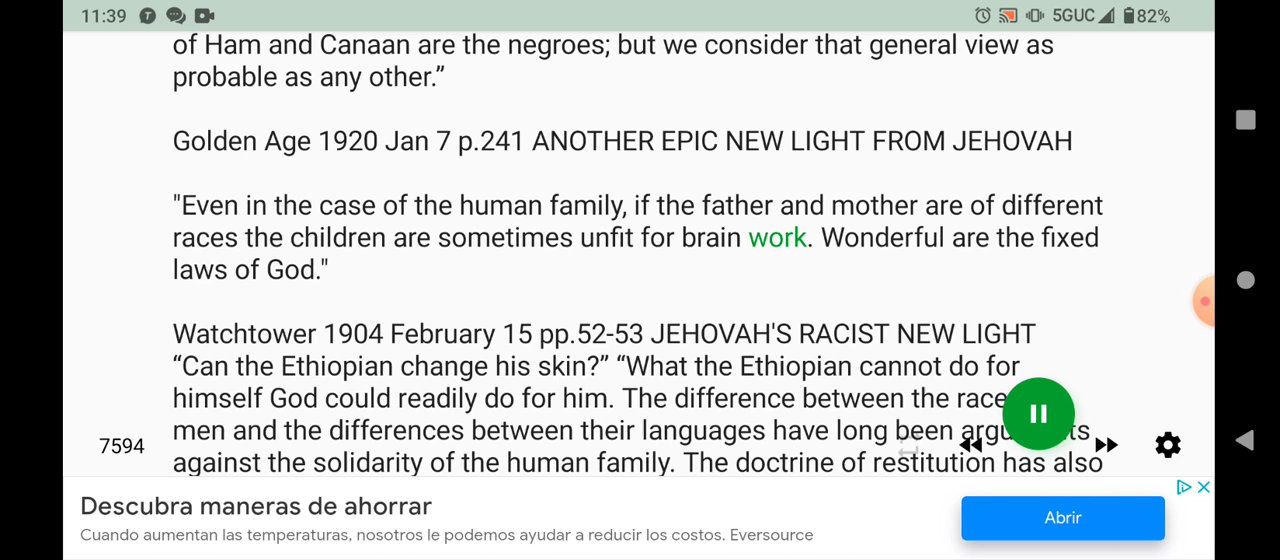 11:39
5GUC
82%
of Ham and Canaan are the negroes; but we consider that general view as
probable as any other.”
Golden Age 1920 Jan 7 p.241 ANOTHER EPIC NEW LIGHT FROM JEHOVAH
"Even in the case of the human family, if the father and mother are of different
races the children are sometimes unfit for brain work. Wonderful are the fixed
laws of God."
Watchtower 1904 February 15 pp.52-53 JEHOVAH'S RACIST NEW LIGHT
“Can the Ethiopian change his skin?” “What the Ethiopian cannot do for
himself God could readily do for him. The difference between the race
men and the differences between their languages have long been
against the solidarity of the human family. The doctrine of restitution has also
7594
Descubra maneras de ahorrar
Cuando aumentan las temperaturas, nosotros le podemos ayudar a reducir los costos. Eversource
Abrir